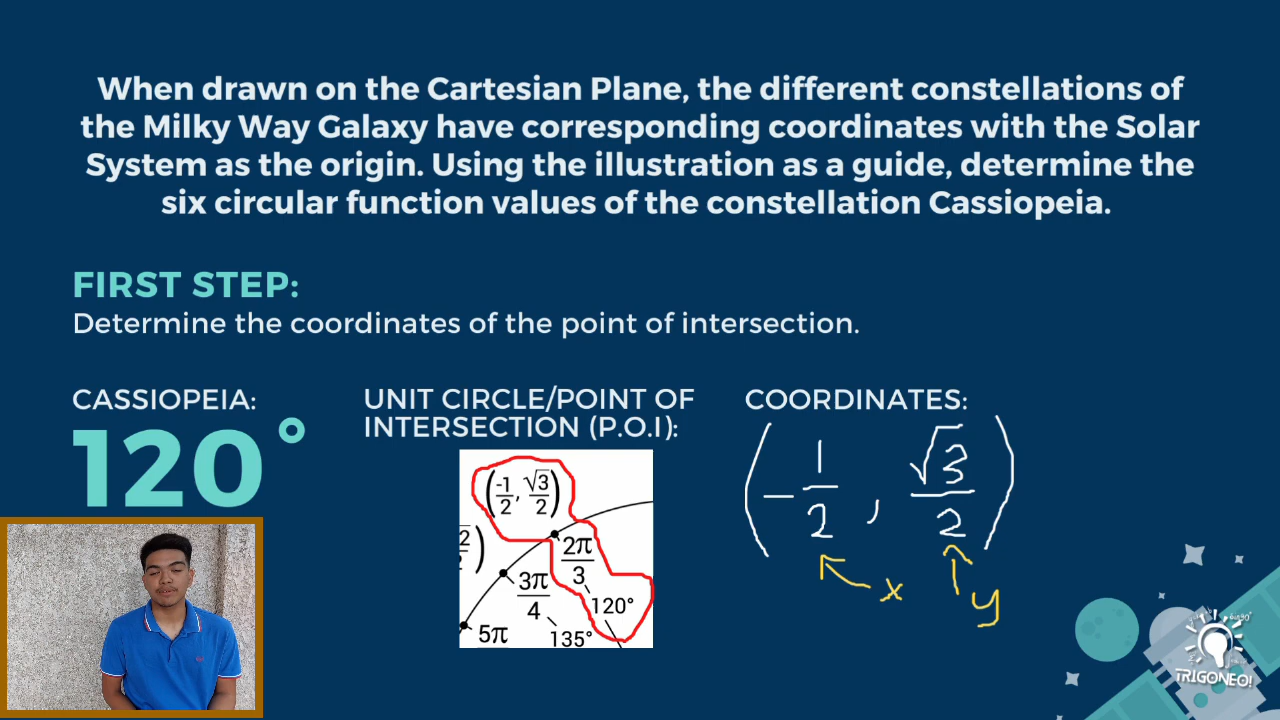 When drawn on the Cartesian Plane, the different constellations of
the Milky Way Galaxy have corresponding coordinates with the Solar
System as the origin. Using the illustration as a guide, determine the
six circular function values of the constellation Cassiopeia.
FIRST STEP:
Determine the coordinates of the point of intersection.
CASSIOPEIA:
120°
UNIT CIRCLE/POINT OF
INTERSECTION (P.O.I):
(-1/2, √3/2)
2π/3
120°
3π/4
135°
5π
COORDINATES:
(-1/2, √3/2)
x
y
TRIGONEO!